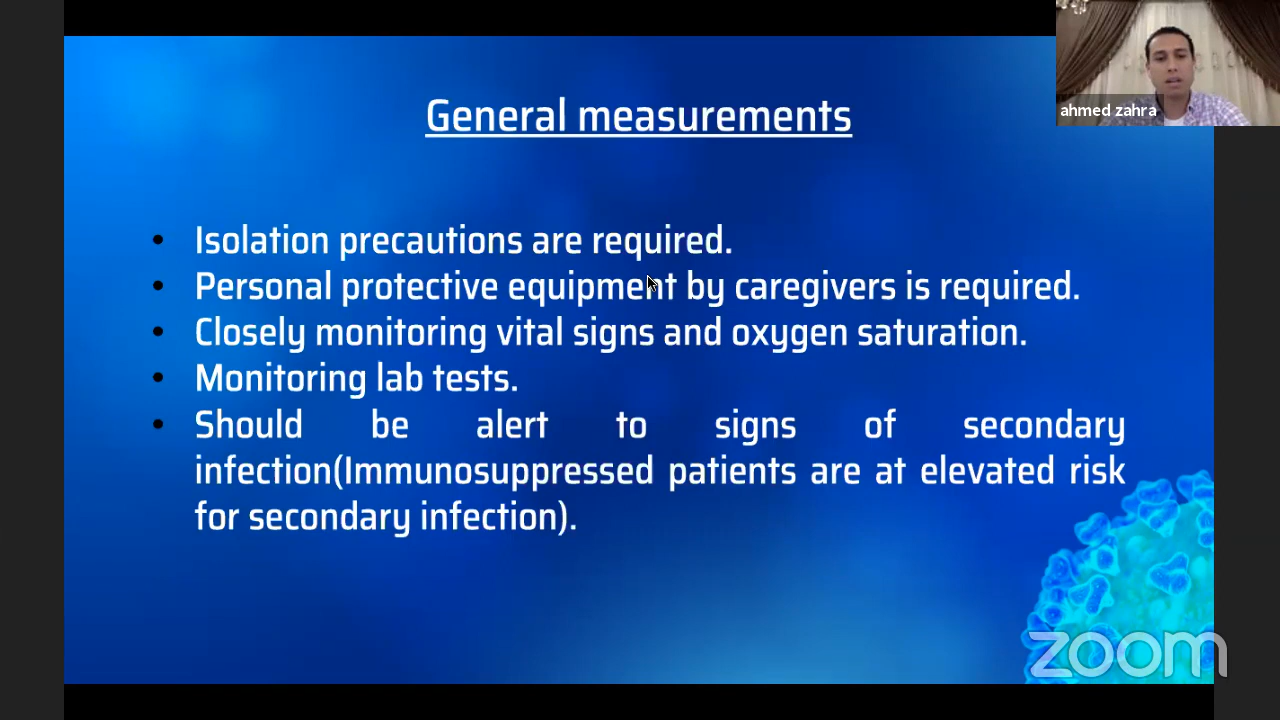 General measurements
ahmed zahra
• Isolation precautions are required.
• Personal protective equipment by caregivers is required.
• Closely monitoring vital signs and oxygen saturation.
• Monitoring lab tests.
• Should be alert to signs of secondary
infection(Immunosuppressed patients are at elevated risk
for secondary infection).
zoom